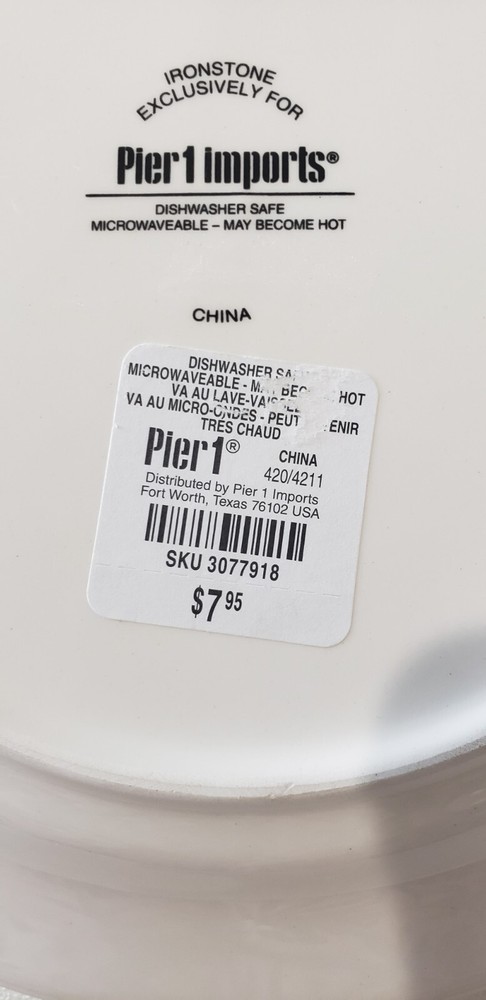 IRONSTONE
EXCLUSIVELY FOR
Pier1 imports®
DISHWASHER SAFE
MICROWAVEABLE – MAY BECOME HOT
CHINA
DISHWASHER
MICROWAVEABLE - HOT
VA AU
VA AU MICRO-ONDES - PEUT
TRÈS CHAUD
Pier1®
CHINA
420/4211
Distributed by Pier 1 Imports
Fort Worth, Texas 76102 USA
SKU 3077918
$7 95